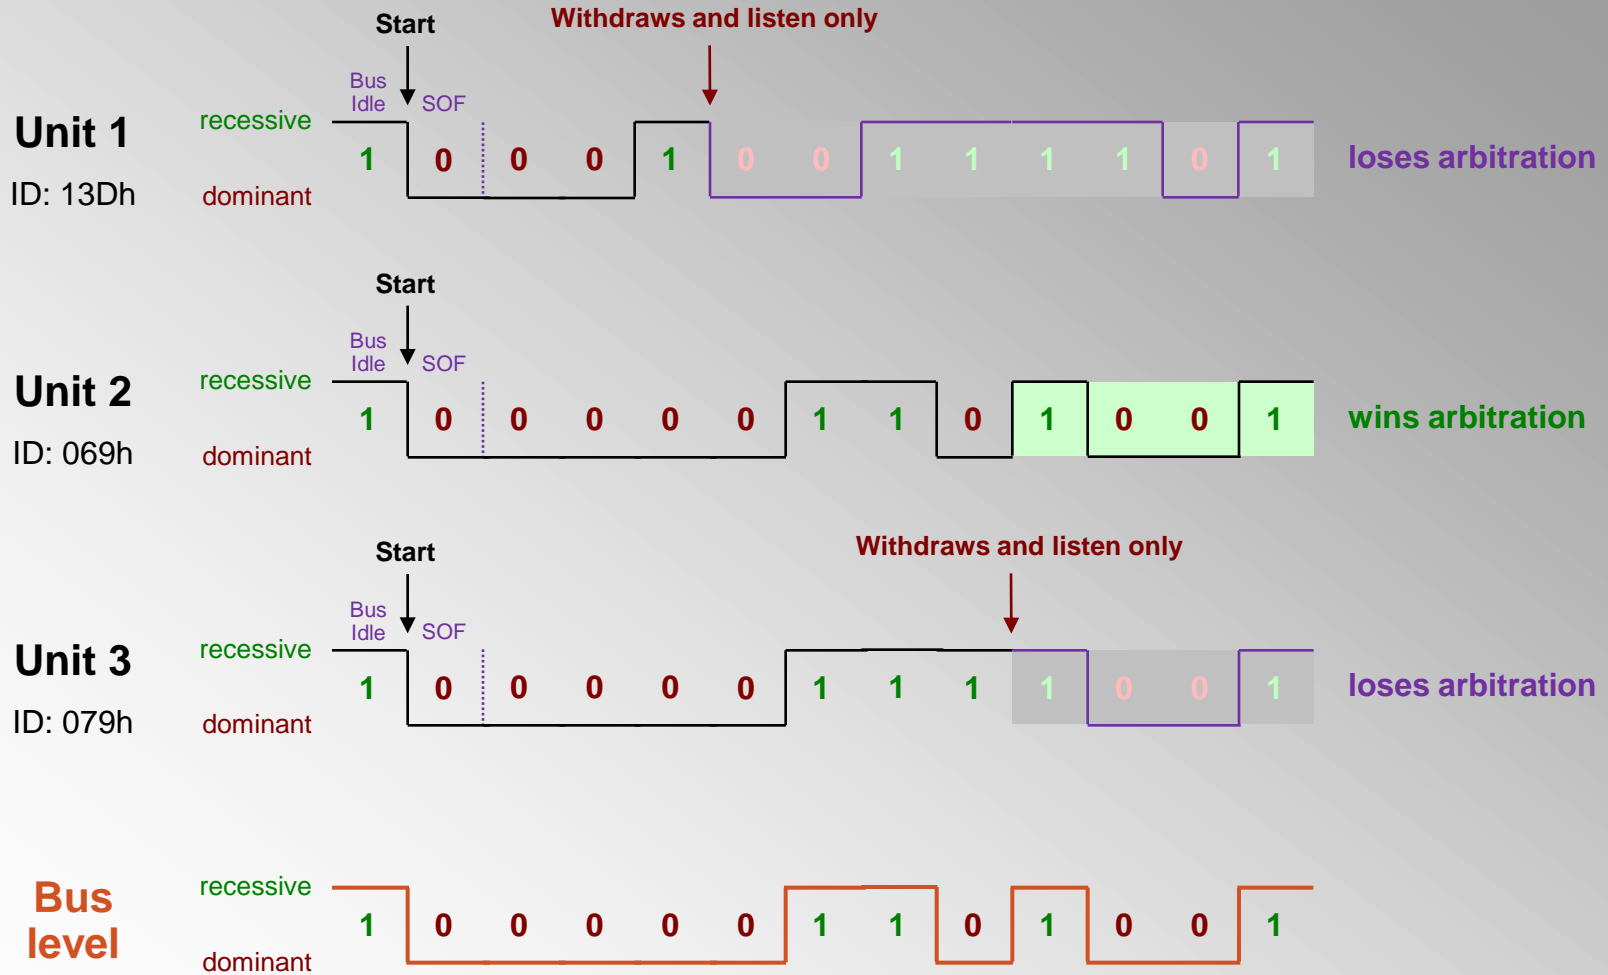 Start
Withdraws and listen only
Bus
Idle
SOF
Unit 1
ID: 13Dh
recessive
dominant
1 0 0 0 1 0 0 1 1 1 1 0 1
loses arbitration
Start
Bus
Idle
SOF
Unit 2
ID: 069h
recessive
dominant
1 0 0 0 0 0 1 1 0 1 0 0 1
wins arbitration
Start
Withdraws and listen only
Bus
Idle
SOF
Unit 3
ID: 079h
recessive
dominant
1 0 0 0 0 0 1 1 1 1 0 0 1
loses arbitration
Bus
level
recessive
dominant
1 0 0 0 0 0 1 1 0 1 0 0 1